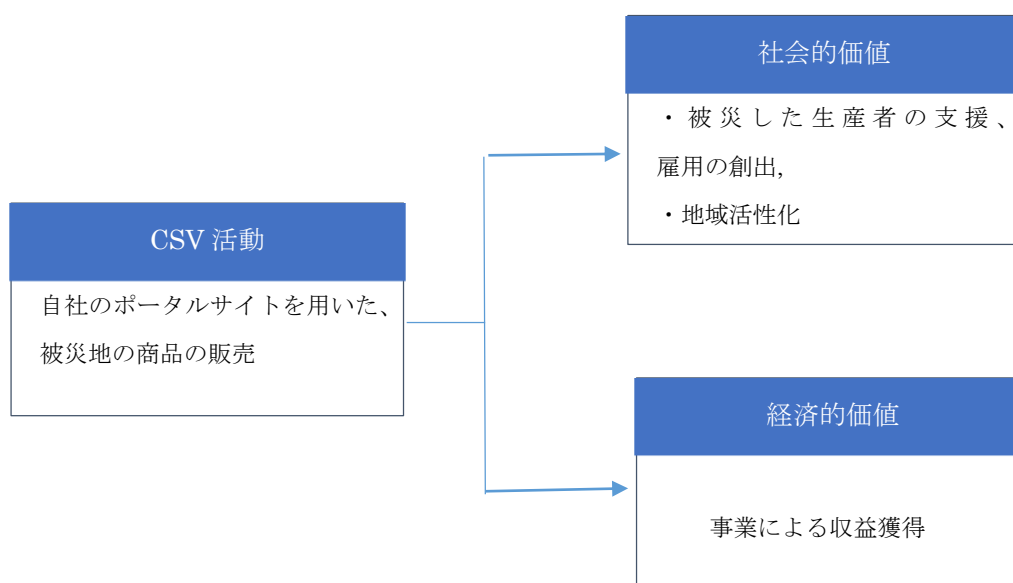 社会的価値
・被災した生産者の支援、
雇用の創出,
・地域活性化
CSV 活動
自社のポータルサイトを用いた、
被災地の商品の販売
経済的価値
事業による収益獲得